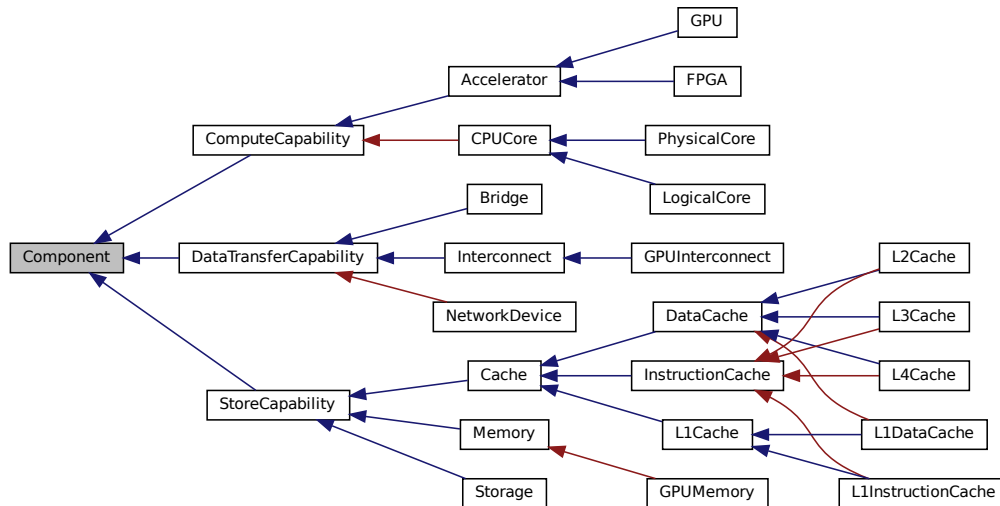 GPU
Accelerator
FPGA
ComputeCapability
CPUCore
PhysicalCore
LogicalCore
Bridge
Component
DataTransferCapability
Interconnect
GPUInterconnect
L2Cache
NetworkDevice
DataCache
L3Cache
Cache
InstructionCache
L4Cache
StoreCapability
Memory
L1Cache
L1DataCache
Storage
GPUMemory
L1InstructionCache